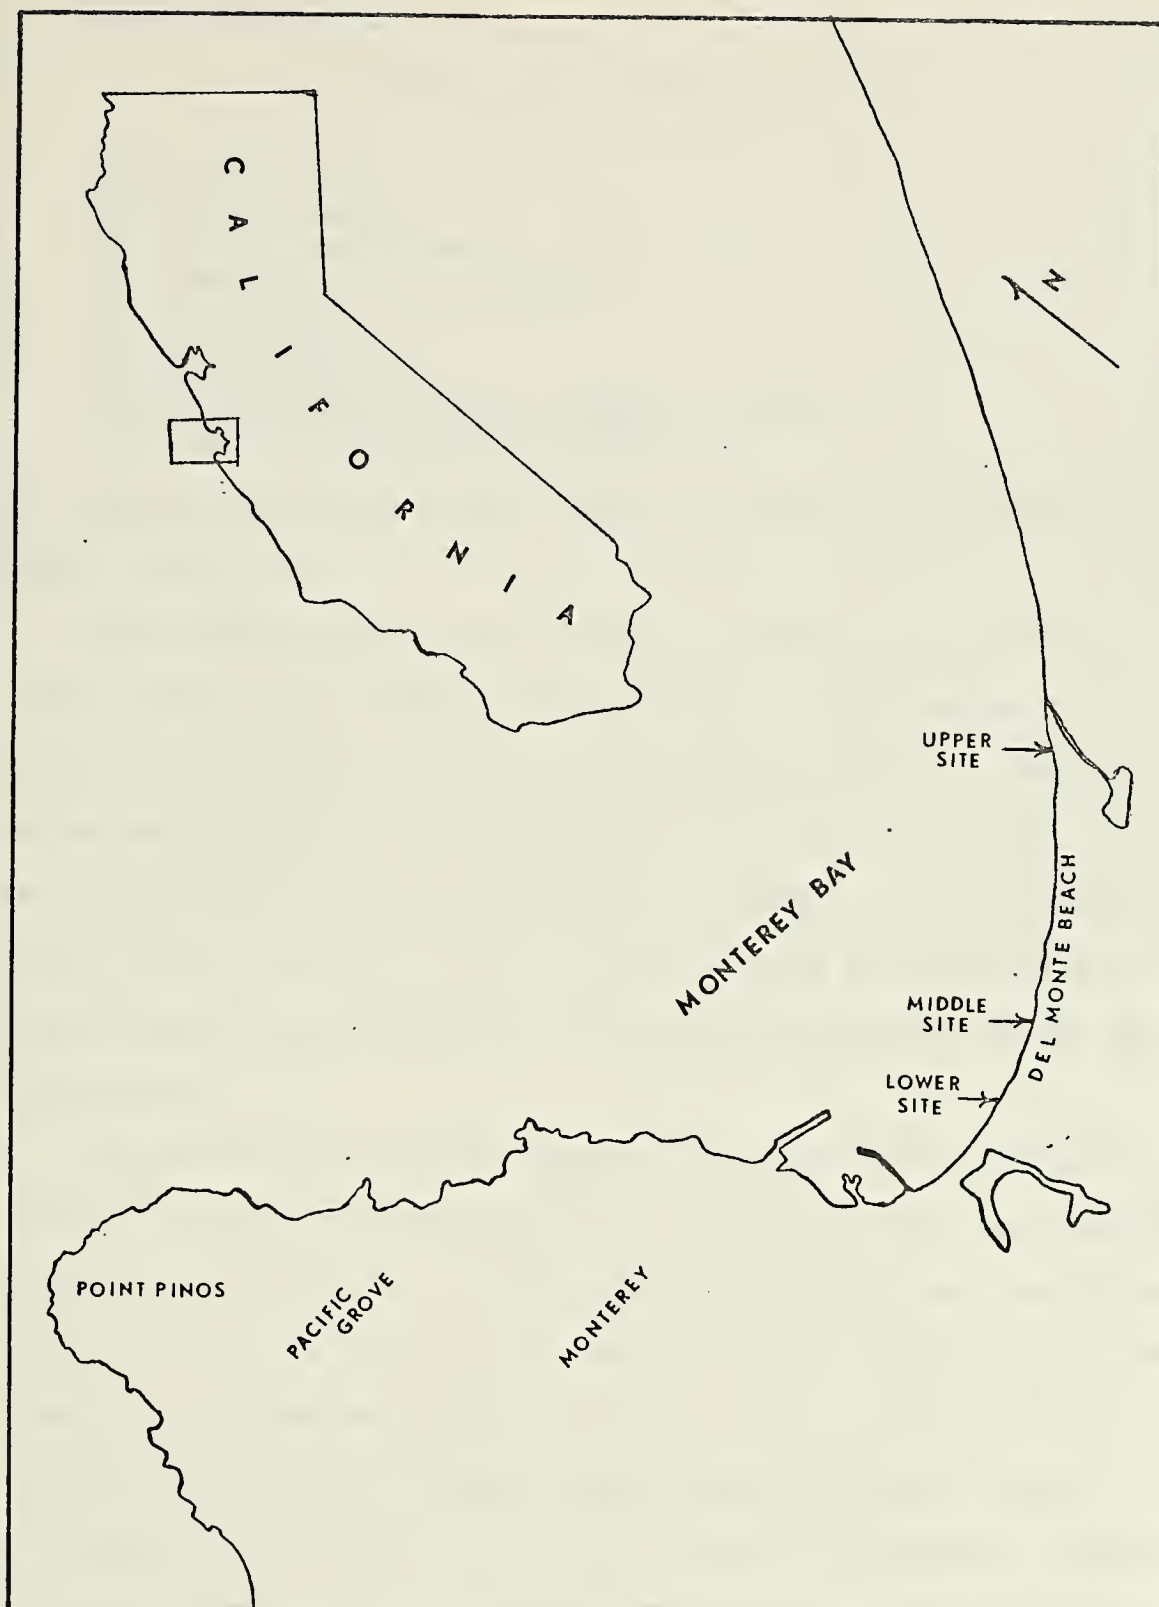 CALIFORNIA
N
UPPER
SITE
MONTEREY BAY
DEL MONTE BEACH
MIDDLE
SITE
LOWER
SITE
POINT PINOS
PACIFIC
GROVE
MONTEREY